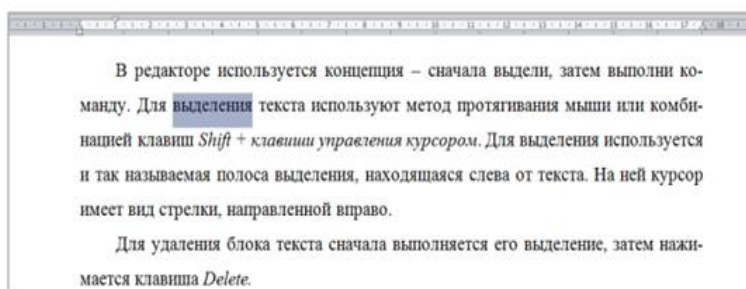 В редакторе используется концепция – сначала выдели, затем выполни ко-
манду. Для выделения текста используют метод протягивания мыши или комби-
нацией клавиш Shift + клавиши управления курсором. Для выделения используется
и так называемая полоса выделения, находящаяся слева от текста. На ней курсор
имеет вид стрелки, направленной вправо.
Для удаления блока текста сначала выполняется его выделение, затем нажи-
мается клавиша Delete.